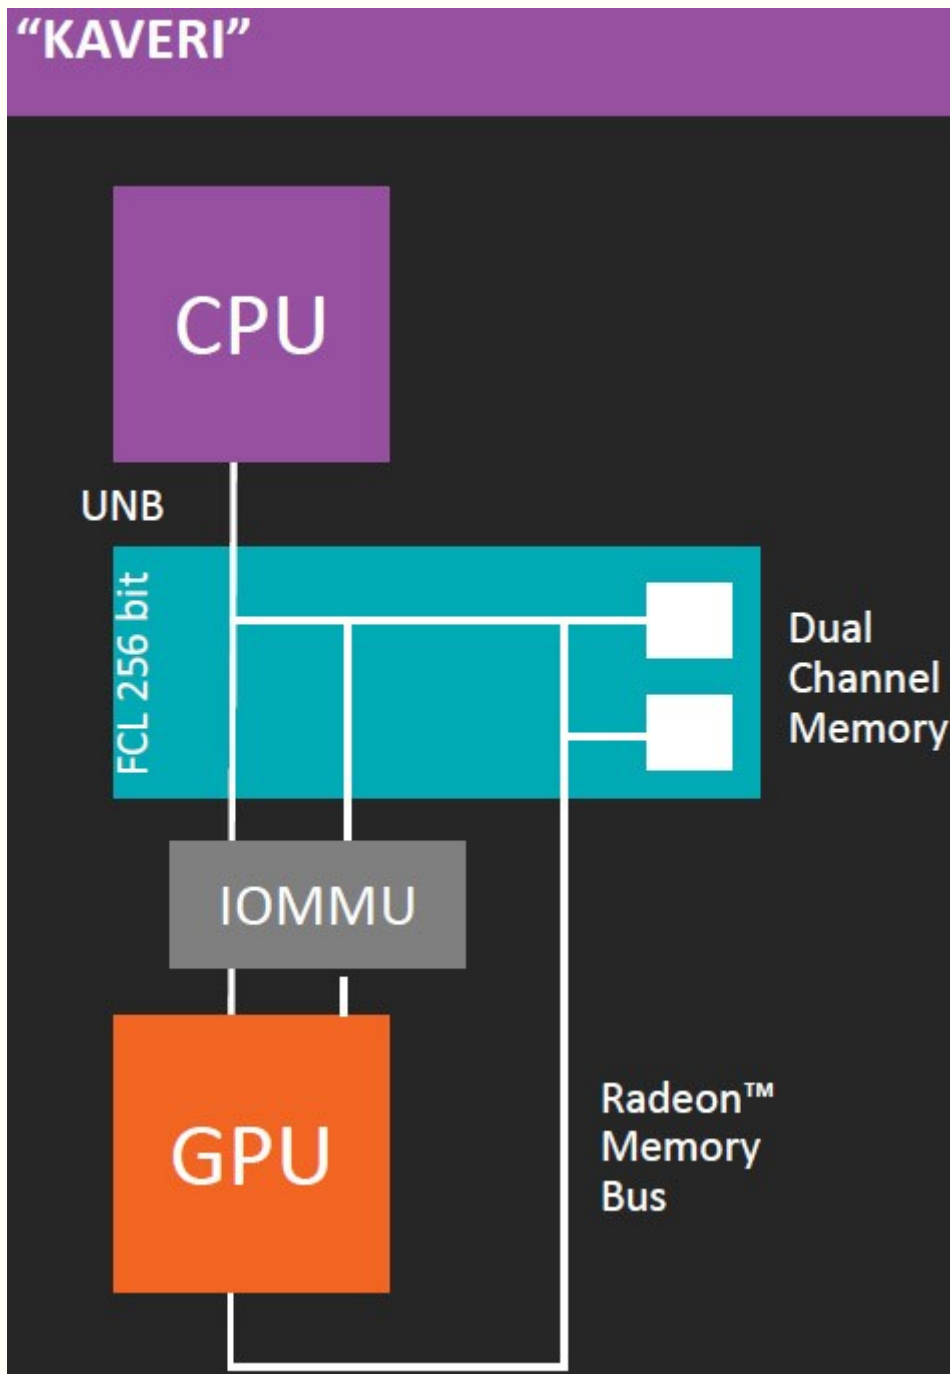 “KAVERI”
CPU
UNB
FCL 256 bit
Dual
Channel
Memory
IOMMU
GPU
Radeon™
Memory
Bus